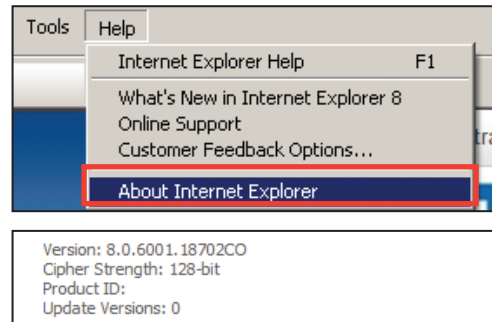 Tools Help
Internet Explorer Help F1
What's New in Internet Explorer 8
Online Support
Customer Feedback Options...
About Internet Explorer
Version: 8.0.6001.18702CO
Cipher Strength: 128-bit
Product ID:
Update Versions: 0